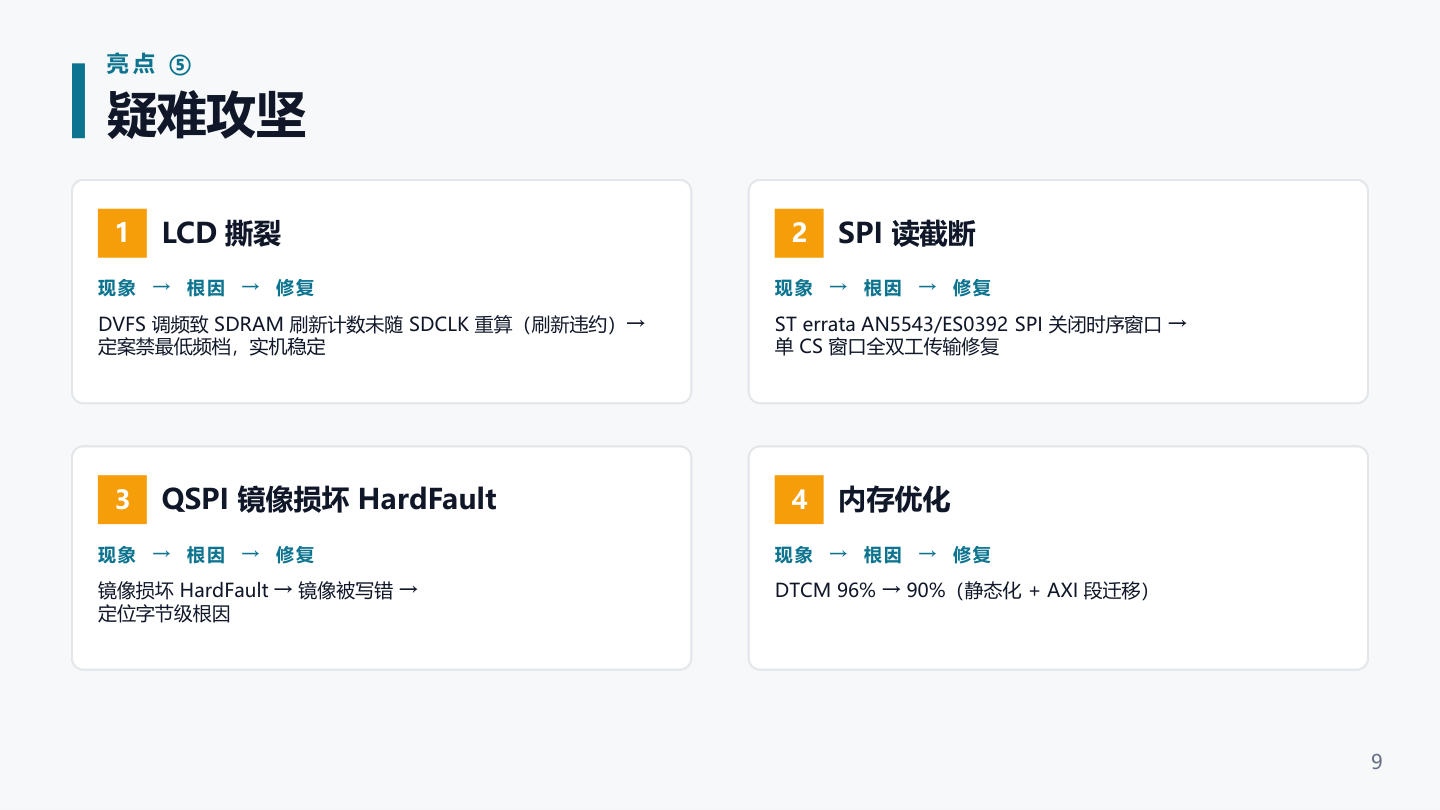 亮点 ⑤
疑难攻坚
1 LCD 撕裂
现象 → 根因 → 修复
DVFS 调频致 SDRAM 刷新计数未随 SDCLK 重算（刷新违约）→
定案禁最低频档，实机稳定
2 SPI 读截断
现象 → 根因 → 修复
ST errata AN5543/ES0392 SPI 关闭时序窗口 →
单 CS 窗口全双工传输修复
3 QSPI 镜像损坏 HardFault
现象 → 根因 → 修复
镜像损坏 HardFault → 镜像被写错 →
定位字节级根因
4 内存优化
现象 → 根因 → 修复
DTCM 96% → 90%（静态化 + AXI 段迁移）
9